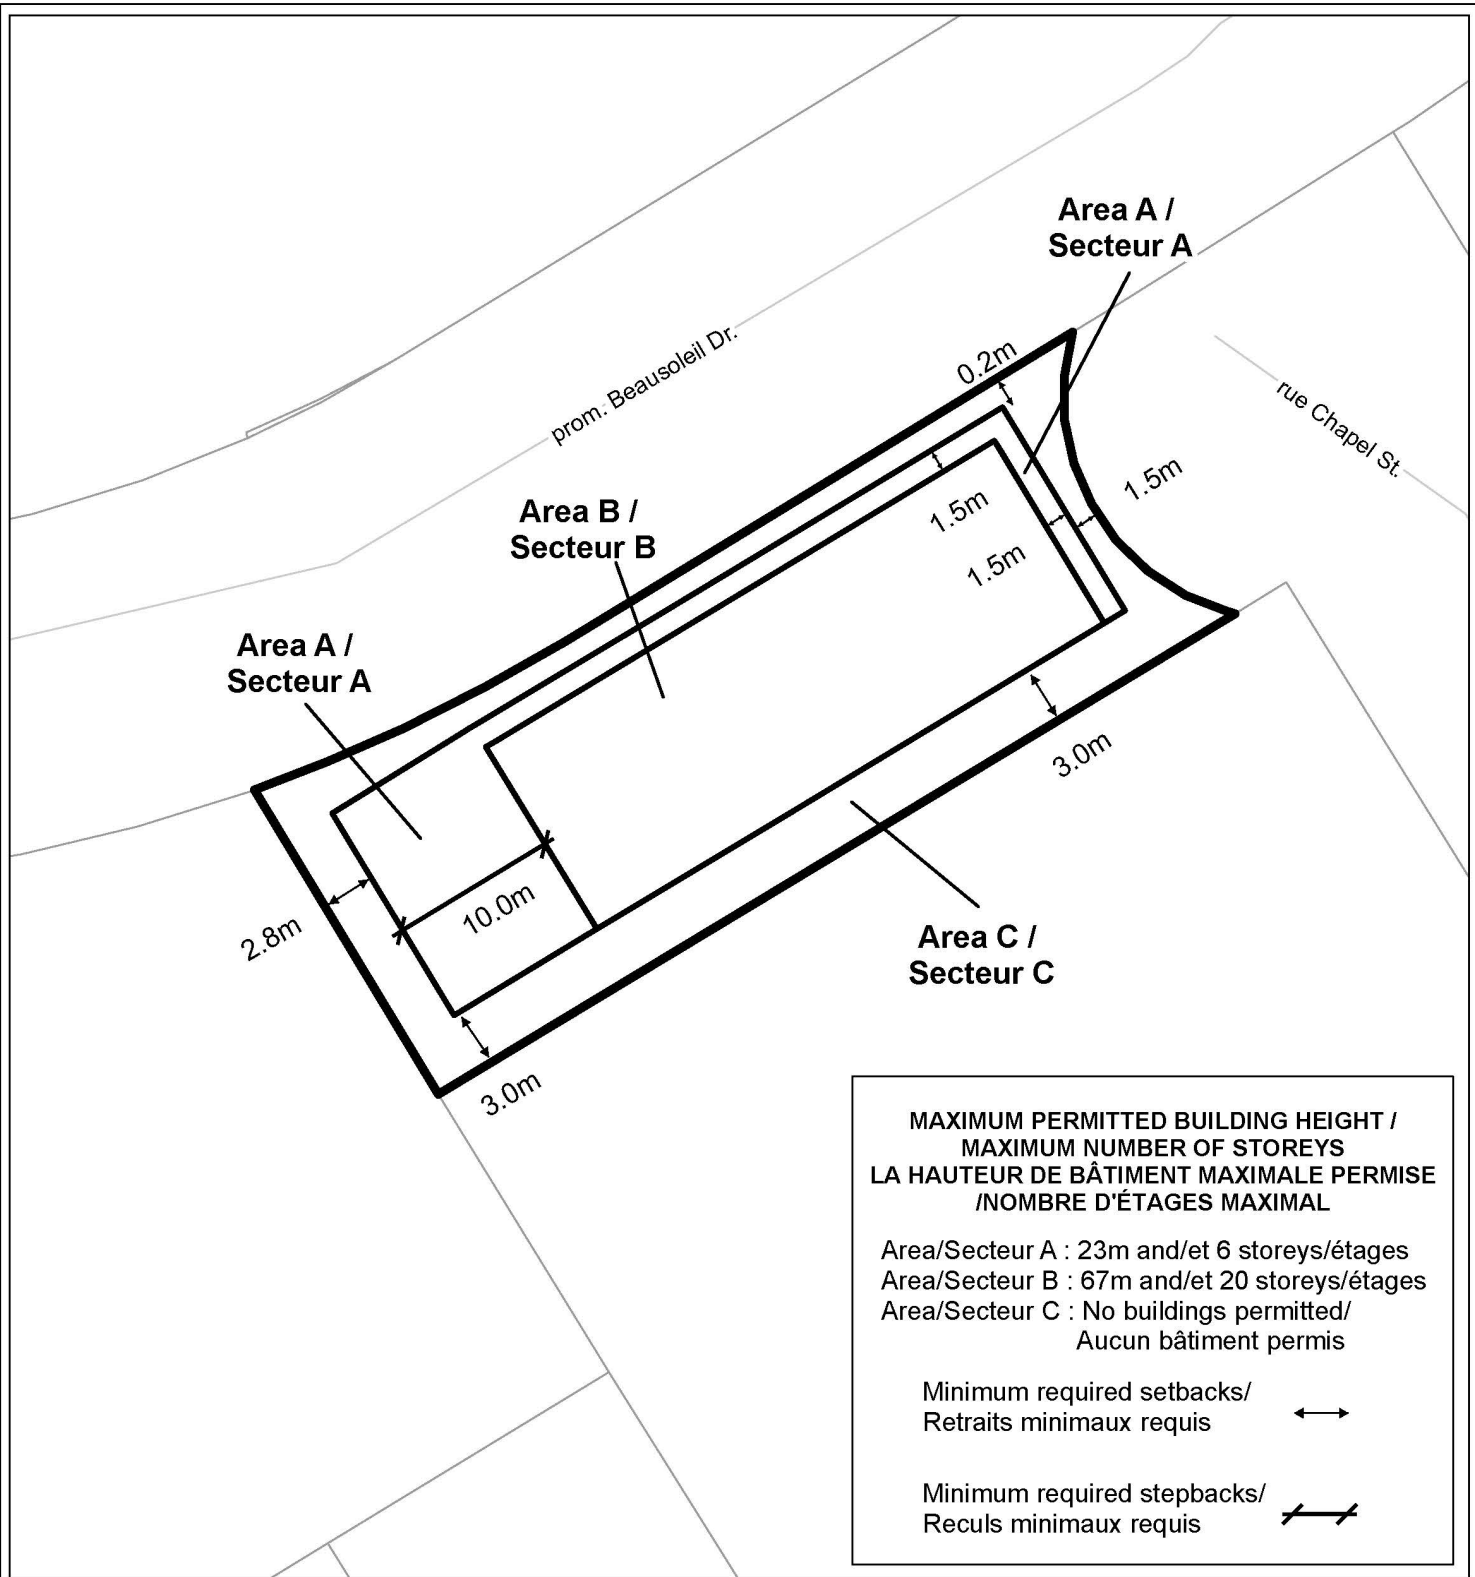 Area A /
Secteur A
0.2m
prom. Beausoleil Dr.
rue Chapel St.
1.5m
1.5m
1.5m
Area B /
Secteur B
Area A /
Secteur A
3.0m
10.0m
2.8m
Area C /
Secteur C
3.0m
MAXIMUM PERMITTED BUILDING HEIGHT /
MAXIMUM NUMBER OF STOREYS
LA HAUTEUR DE BÂTIMENT MAXIMALE PERMISE
/NOMBRE D'ÉTAGES MAXIMAL
Area/Secteur A : 23m and/et 6 storeys/étages
Area/Secteur B : 67m and/et 20 storeys/étages
Area/Secteur C : No buildings permitted/
Aucun bâtiment permis
Minimum required setbacks/
Retraits minimaux requis
Minimum required stepbacks/
Reculs minimaux requis